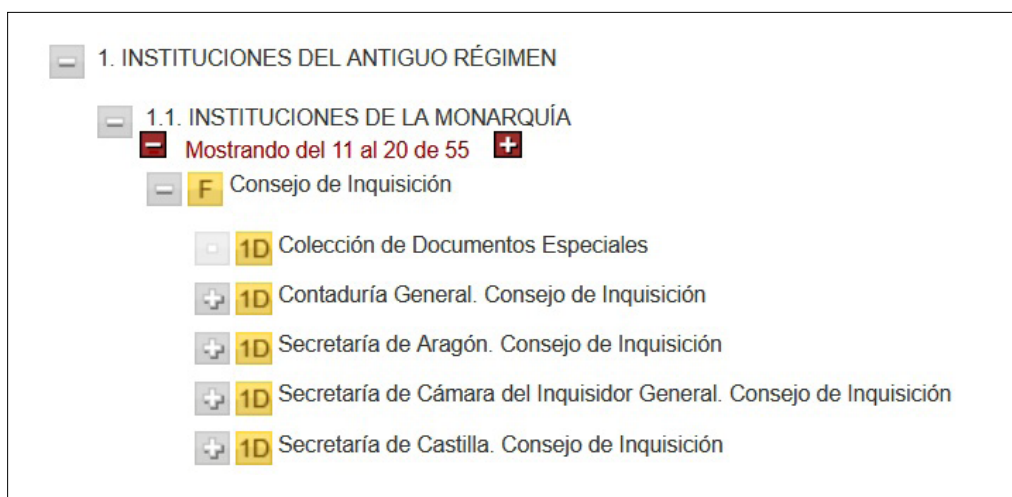 1. INSTITUCIONES DEL ANTIGUO RÉGIMEN
1.1. INSTITUCIONES DE LA MONARQUÍA
Mostrando del 11 al 20 de 55
F Consejo de Inquisición
1D Colección de Documentos Especiales
1D Contaduría General. Consejo de Inquisición
1D Secretaría de Aragón. Consejo de Inquisición
1D Secretaría de Cámara del Inquisidor General. Consejo de Inquisición
1D Secretaría de Castilla. Consejo de Inquisición